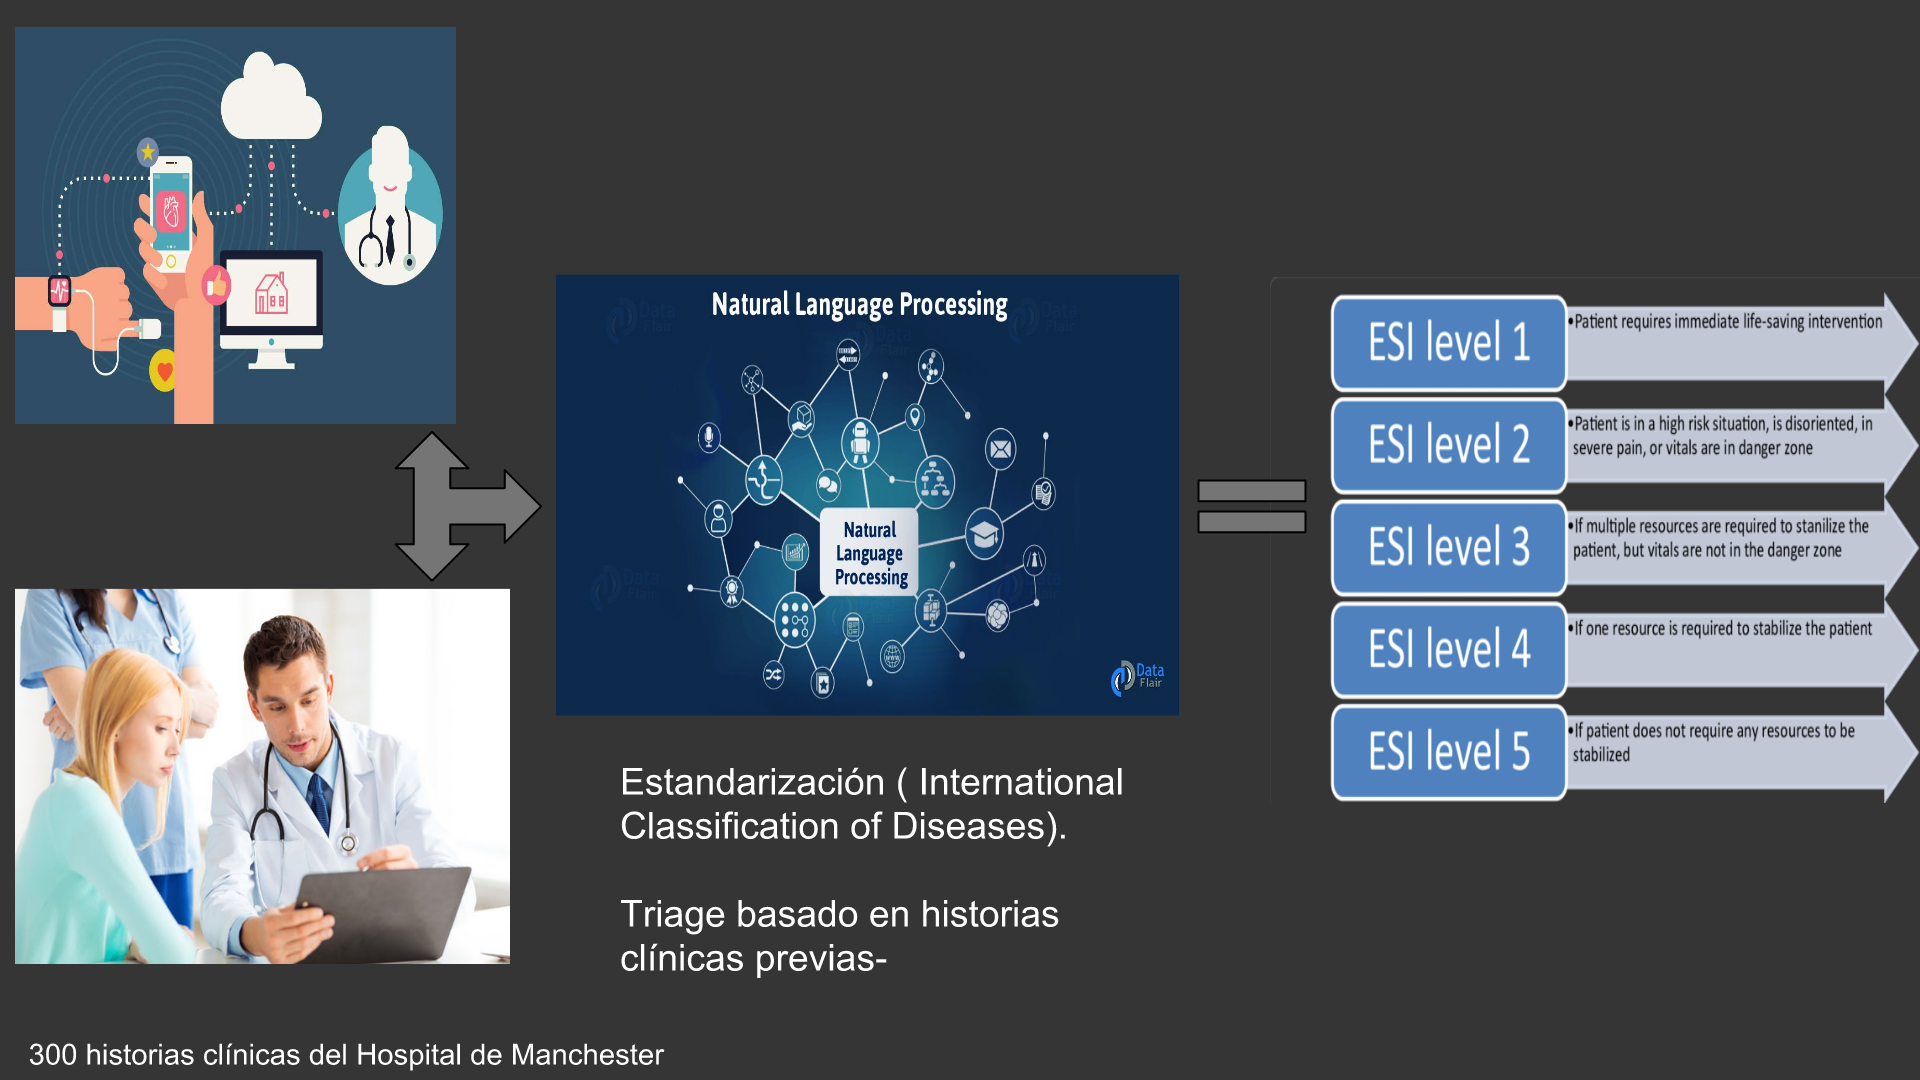 Natural Language Processing
Natural
Language
Processing
Data
Flair
Estandarización ( International
Classification of Diseases).
Triage basado en historias
clínicas previas-
ESI level 1
•Patient requires immediate life-saving intervention
ESI level 2
•Patient is in a high risk situation, is disoriented, in
severe pain, or vitals are in danger zone
ESI level 3
•If multiple resources are required to stanilize the
patient, but vitals are not in the danger zone
ESI level 4
•If one resource is required to stabilize the patient
ESI level 5
•If patient does not require any resources to be
stabilized
300 historias clínicas del Hospital de Manchester